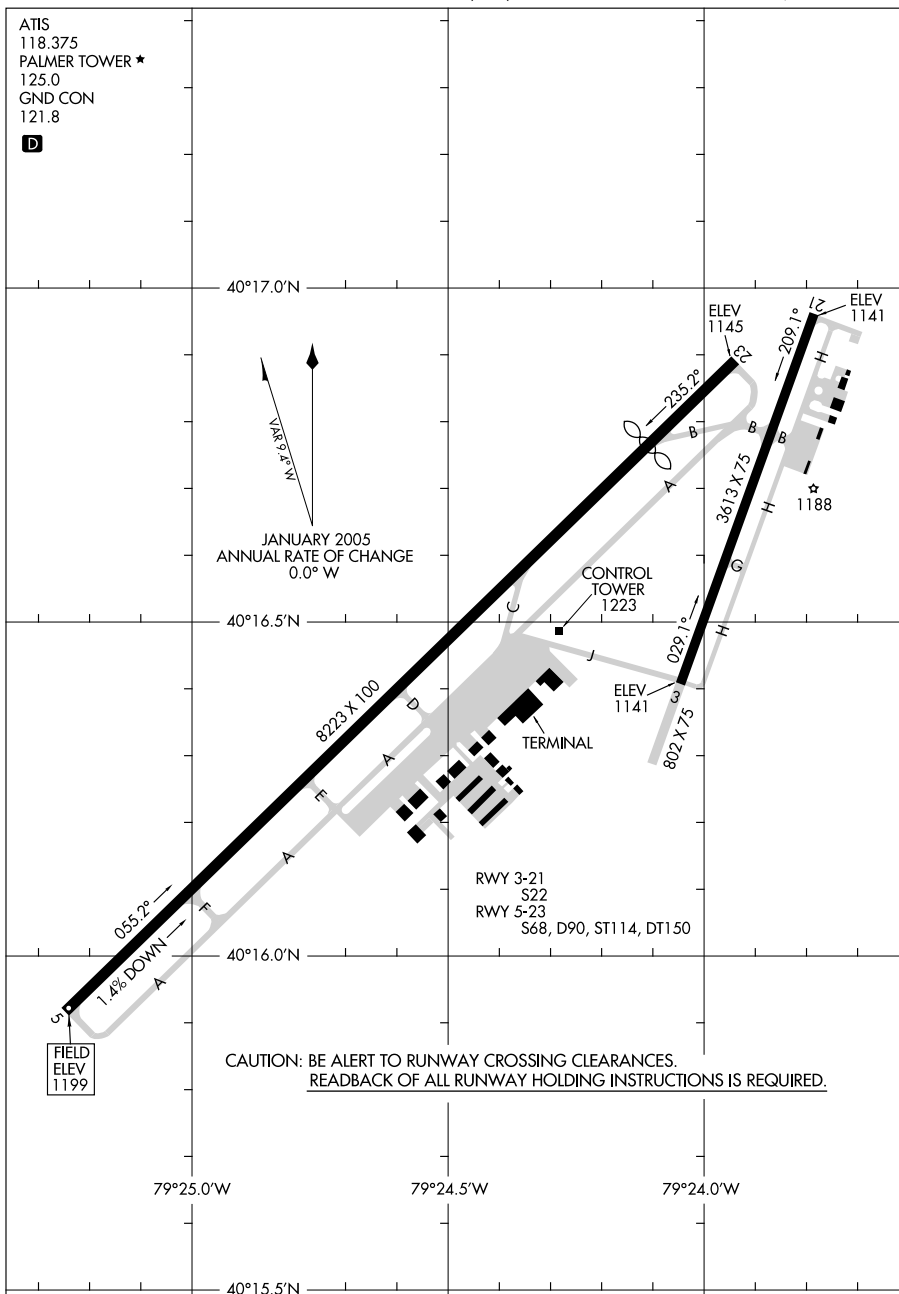 ATIS
118.375
PALMER TOWER ★
125.0
GND CON
121.8
D
40°17.0'N
ELEV
1145
23
235.2°
21
ELEV
1141
209.1°
H
VAR 9.4° W
JANUARY 2005
ANNUAL RATE OF CHANGE
0.0° W
B
B
B
A
3613 X 75
H
1188
G
CONTROL
TOWER
1223
40°16.5'N
C
029.1°
H
J
ELEV
1141
3
802 X 75
8223 X 100
D
TERMINAL
A
E
A
RWY 3-21
S22
RWY 5-23
S68, D90, ST114, DT150
055.2°
F
1.4% DOWN
A
40°16.0'N
5
FIELD
ELEV
1199
CAUTION: BE ALERT TO RUNWAY CROSSING CLEARANCES.
READBACK OF ALL RUNWAY HOLDING INSTRUCTIONS IS REQUIRED.
79°25.0'W
79°24.5'W
79°24.0'W
40°15.5'N